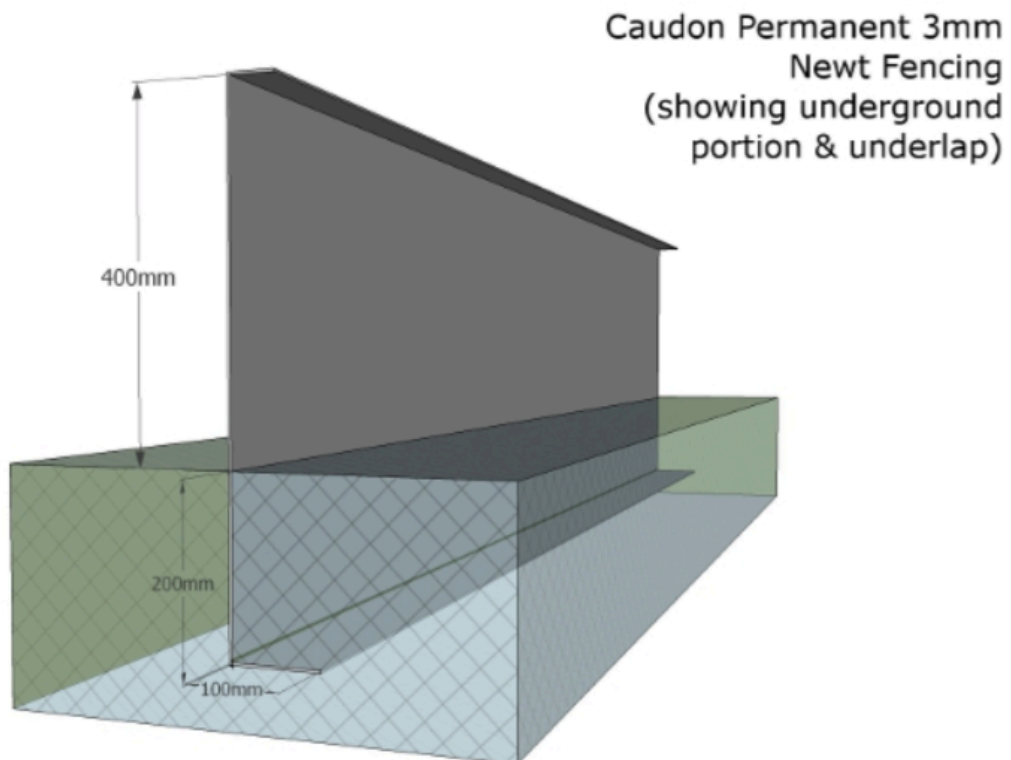 Caudon Permanent 3mm
Newt Fencing
(showing underground
portion & underlap)
400mm
200mm
100mm